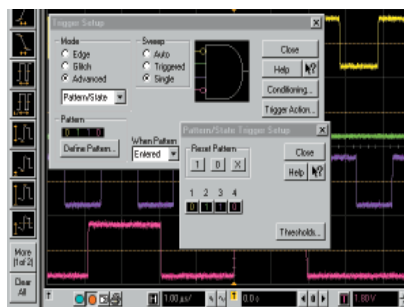 Trigger Setup
Mode
Edge
Glitch
Advanced
Pattern/State
Sweep
Auto
Triggered
Single
Close
Help
Conditioning...
Trigger Action...
Pattern
0 1 1 0
Define Pattern...
When Pattern
Entered
Pattern/State Trigger Setup
Reset Pattern
1 0 X
Close
Help
1 2 3 4
0 1 1 0
Thresholds...
More
(1 of 2)
Clear
All
H 1.00 µs/
0.0 s
1.80 V